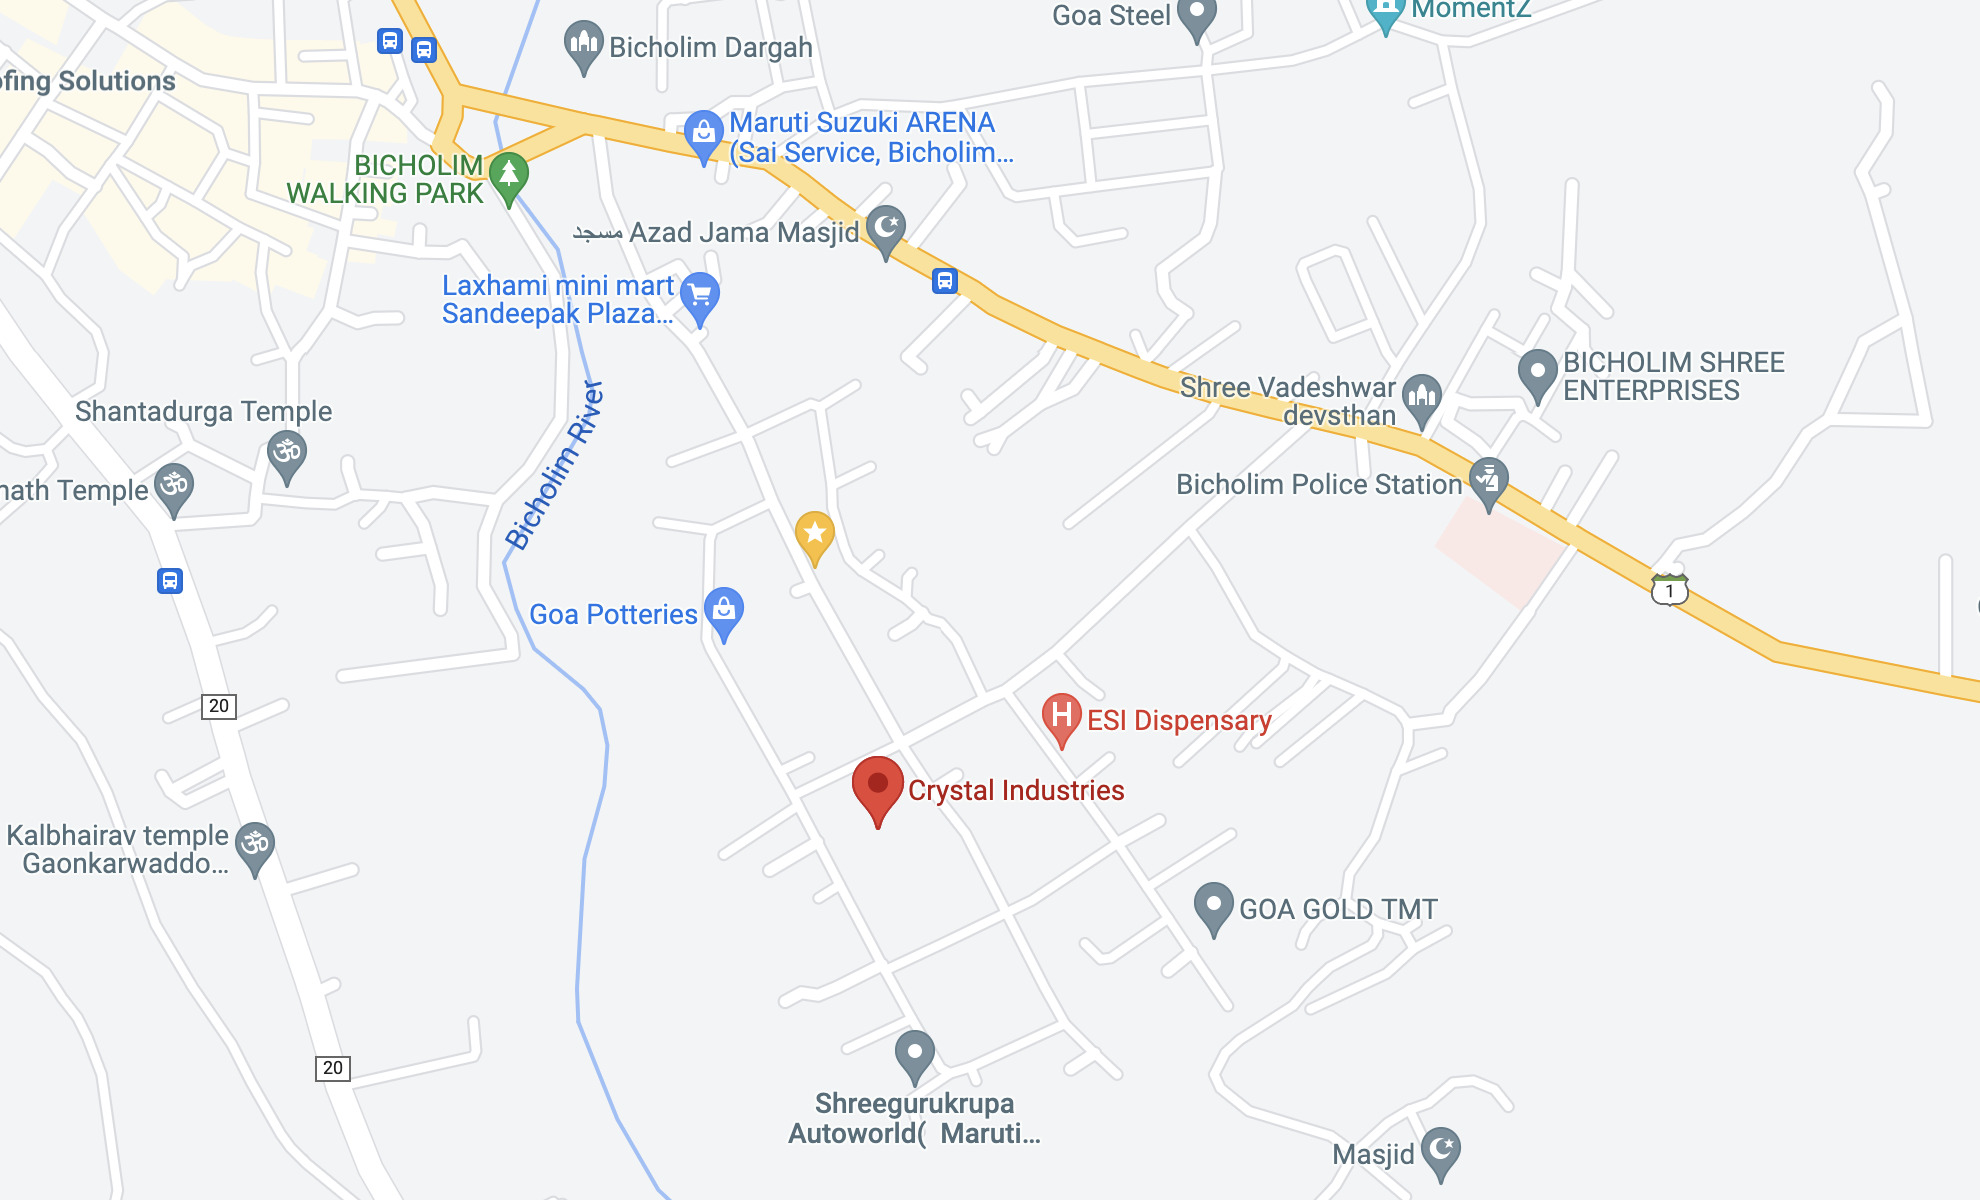 Goa Steel
MomentZ
Bicholim Dargah
ofing Solutions
Maruti Suzuki ARENA
(Sai Service, Bicholim...
BICHOLIM
WALKING PARK
مسجد Azad Jama Masjid
Laxhami mini mart
Sandeepak Plaza...
BICHOLIM SHREE
ENTERPRISES
Shree Vadeshwar
devsthan
Shantadurga Temple
Bicholim River
nath Temple
Bicholim Police Station
1
Goa Potteries
20
ESI Dispensary
Crystal Industries
Kalbhairav temple
Gaonkarwaddo...
GOA GOLD TMT
20
Shreegurukrupa
Autoworld( Maruti...
Masjid